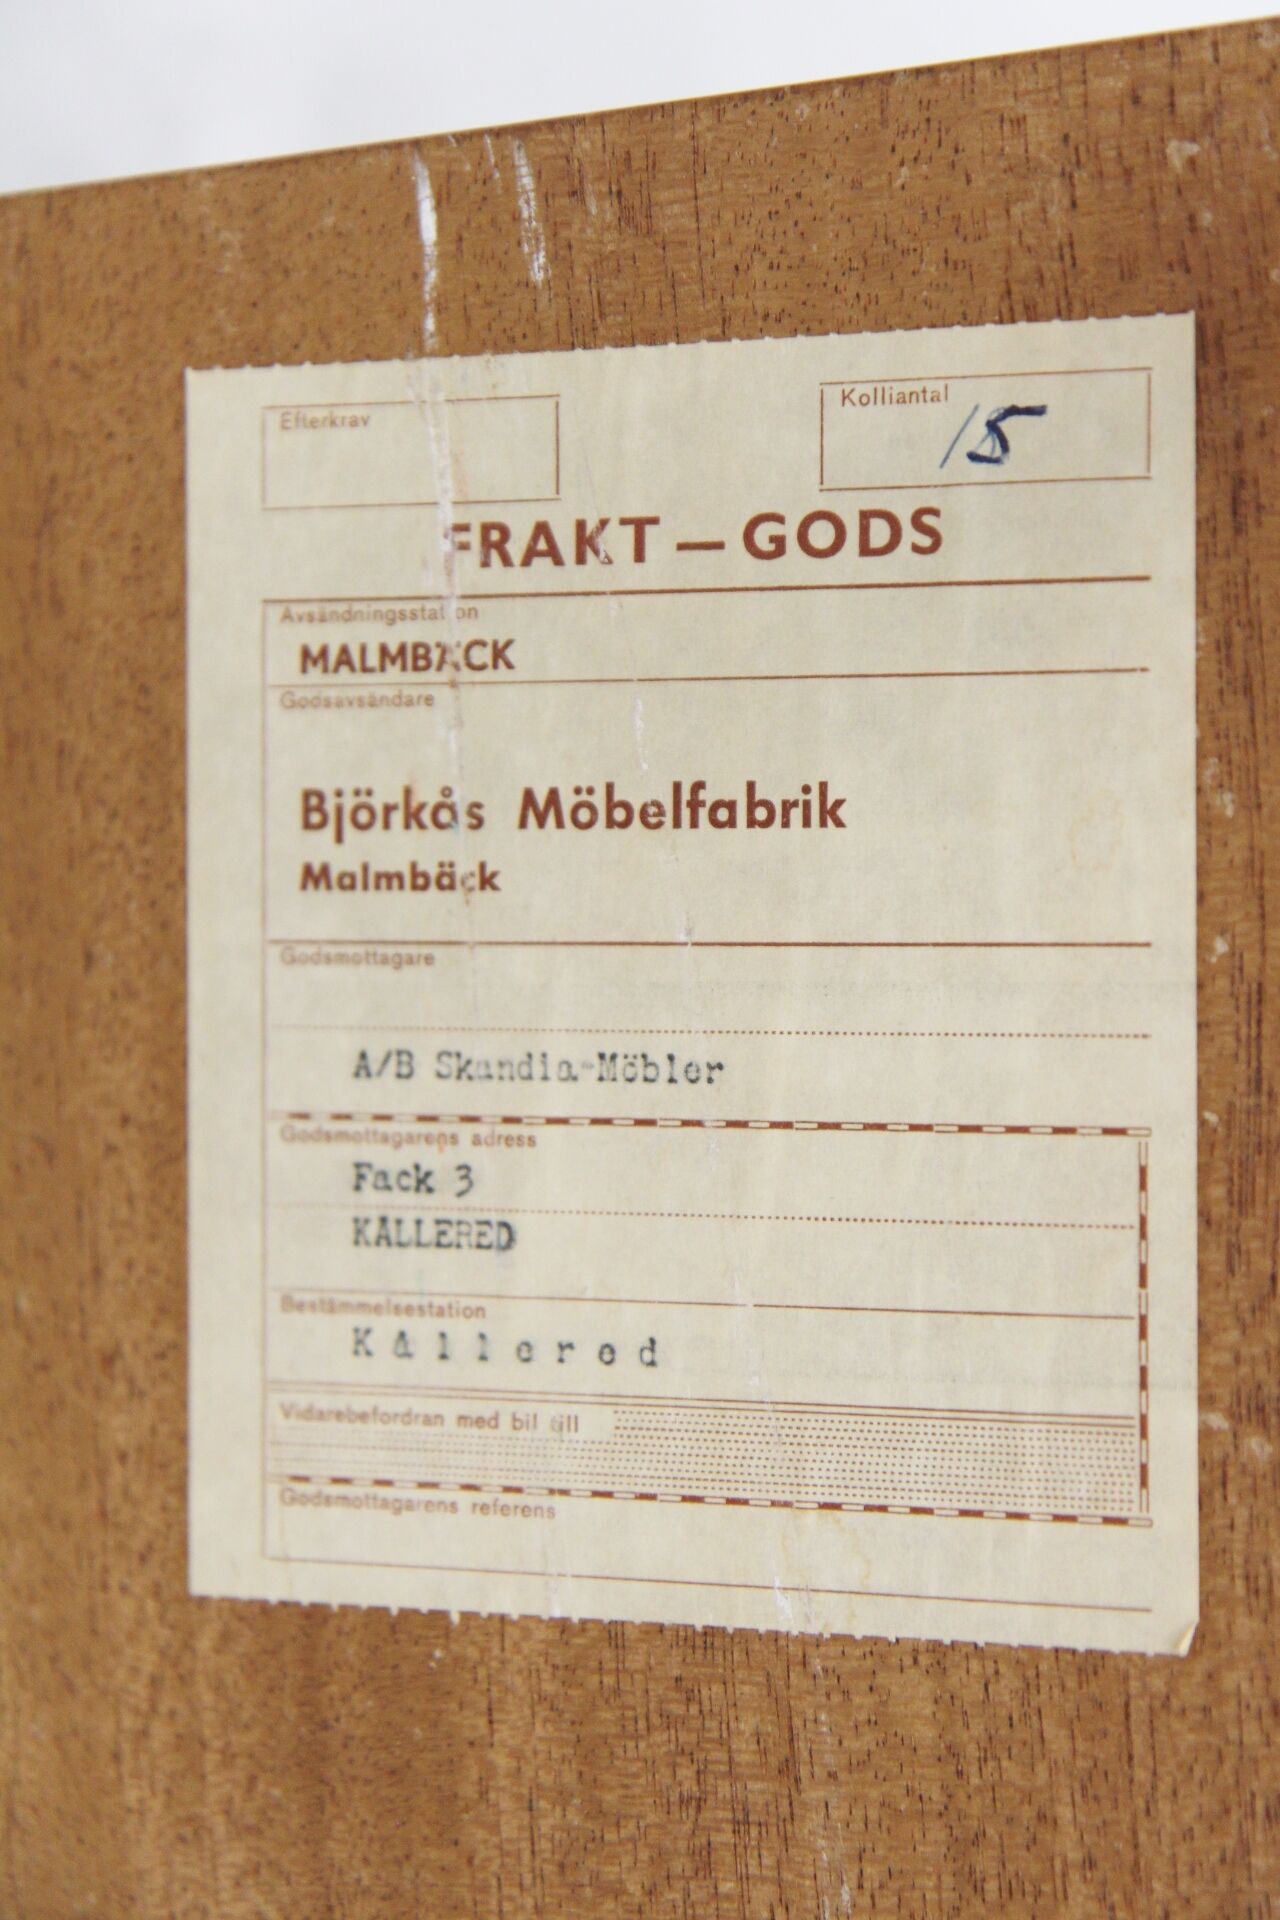 Efterkrav
Kolliantal
15
FRAKT — GODS
Avsändningsstation
MALMBÄCK
Godsavsändare
Björkås Möbelfabrik
Malmbäck
Godsmottagare
A/B Skandia-Möbler
Godsmottagarens adress
Fack 3
KÅLLERED
Bestämmelsestation
K å l l e r e d
Vidarebefordran med bil till
Godsmottagarens referens